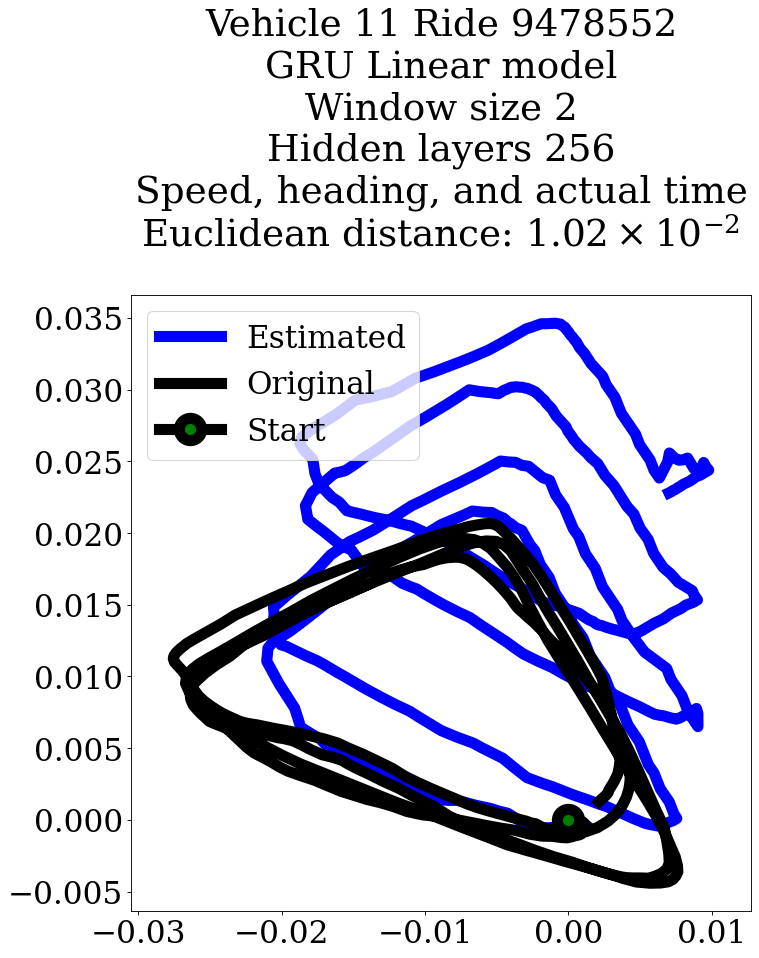 Vehicle 11 Ride 9478552
GRU Linear model
Window size 2
Hidden layers 256
Speed, heading, and actual time
Euclidean distance: 1.02 × 10⁻²
Estimated
Original
Start
0.035
0.030
0.025
0.020
0.015
0.010
0.005
0.000
−0.005
−0.03 −0.02 −0.01 0.00 0.01